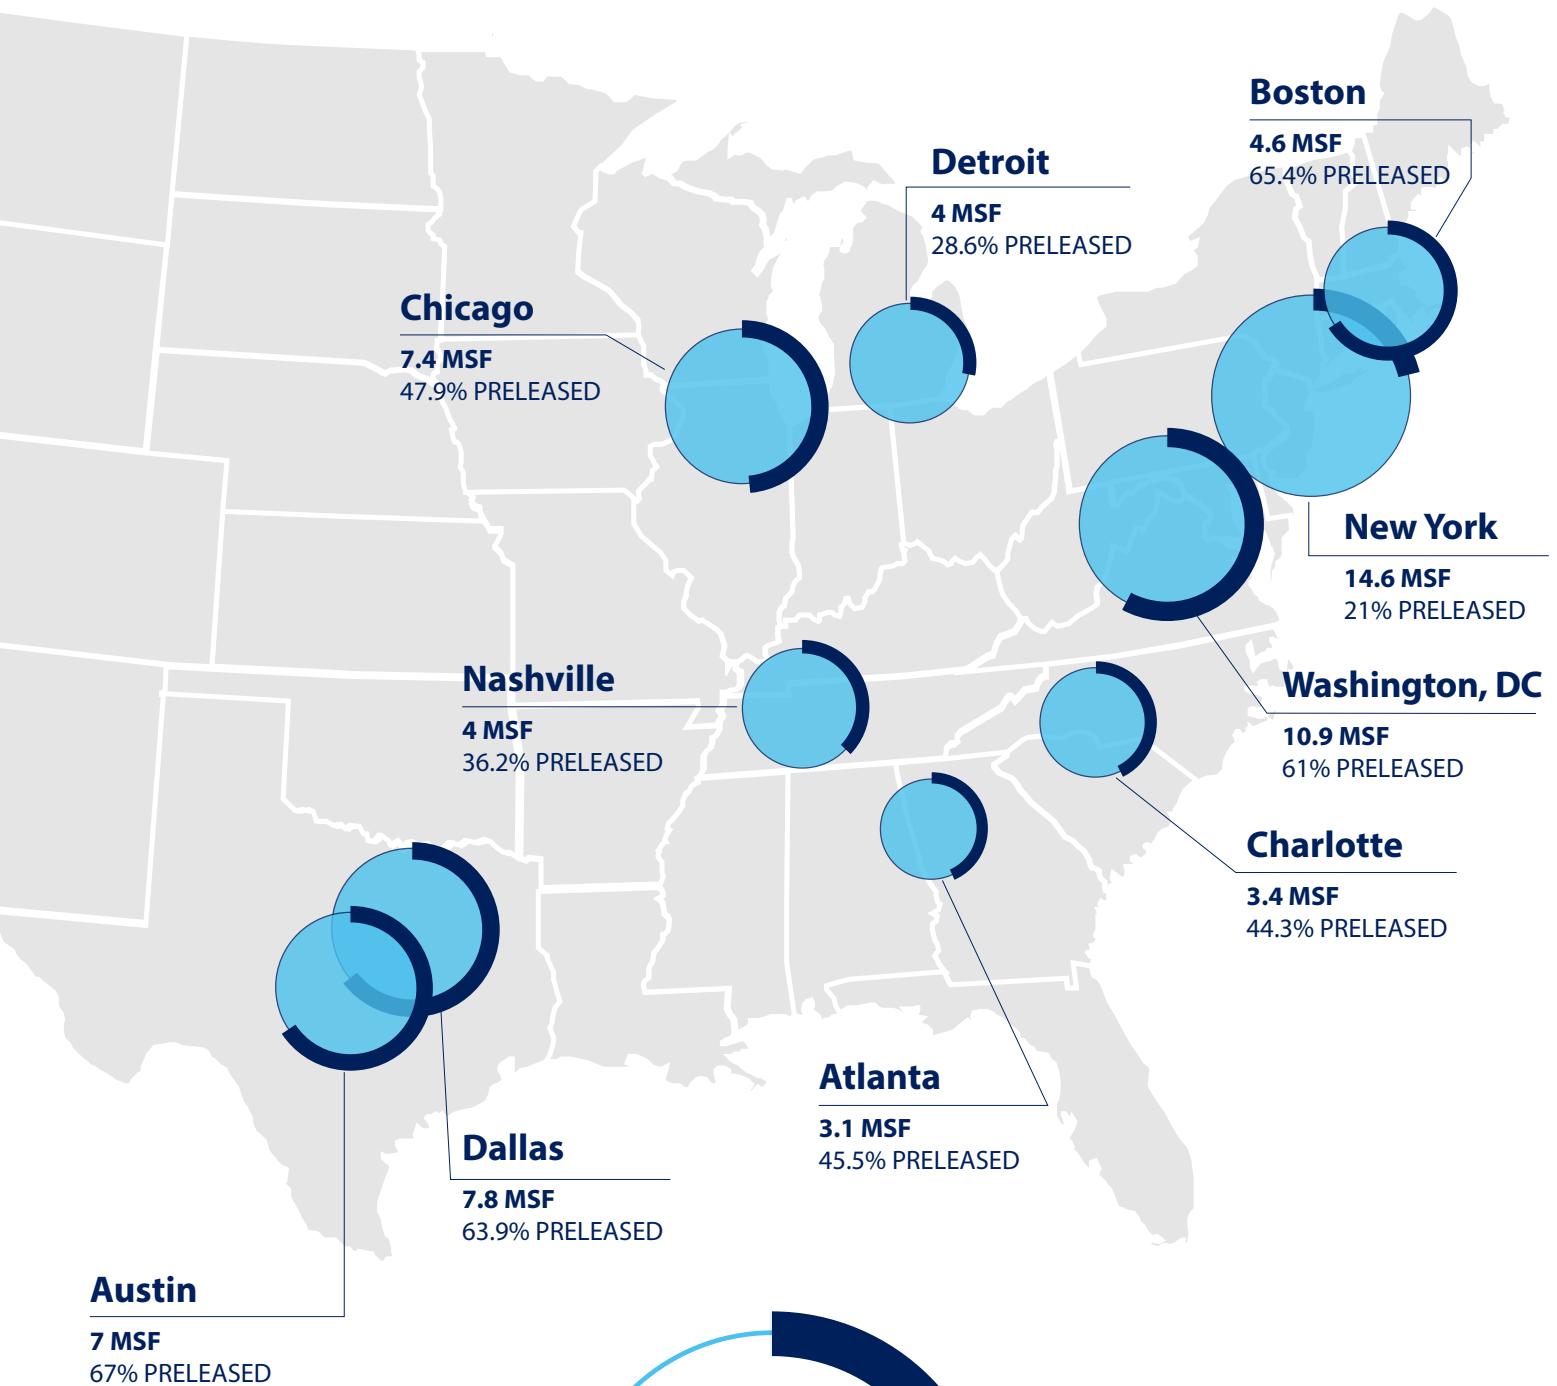 Boston
4.6 MSF
65.4% PRELEASED
Detroit
4 MSF
28.6% PRELEASED
Chicago
7.4 MSF
47.9% PRELEASED
New York
14.6 MSF
21% PRELEASED
Nashville
4 MSF
36.2% PRELEASED
Washington, DC
10.9 MSF
61% PRELEASED
Charlotte
3.4 MSF
44.3% PRELEASED
Atlanta
3.1 MSF
45.5% PRELEASED
Dallas
7.8 MSF
63.9% PRELEASED
Austin
7 MSF
67% PRELEASED